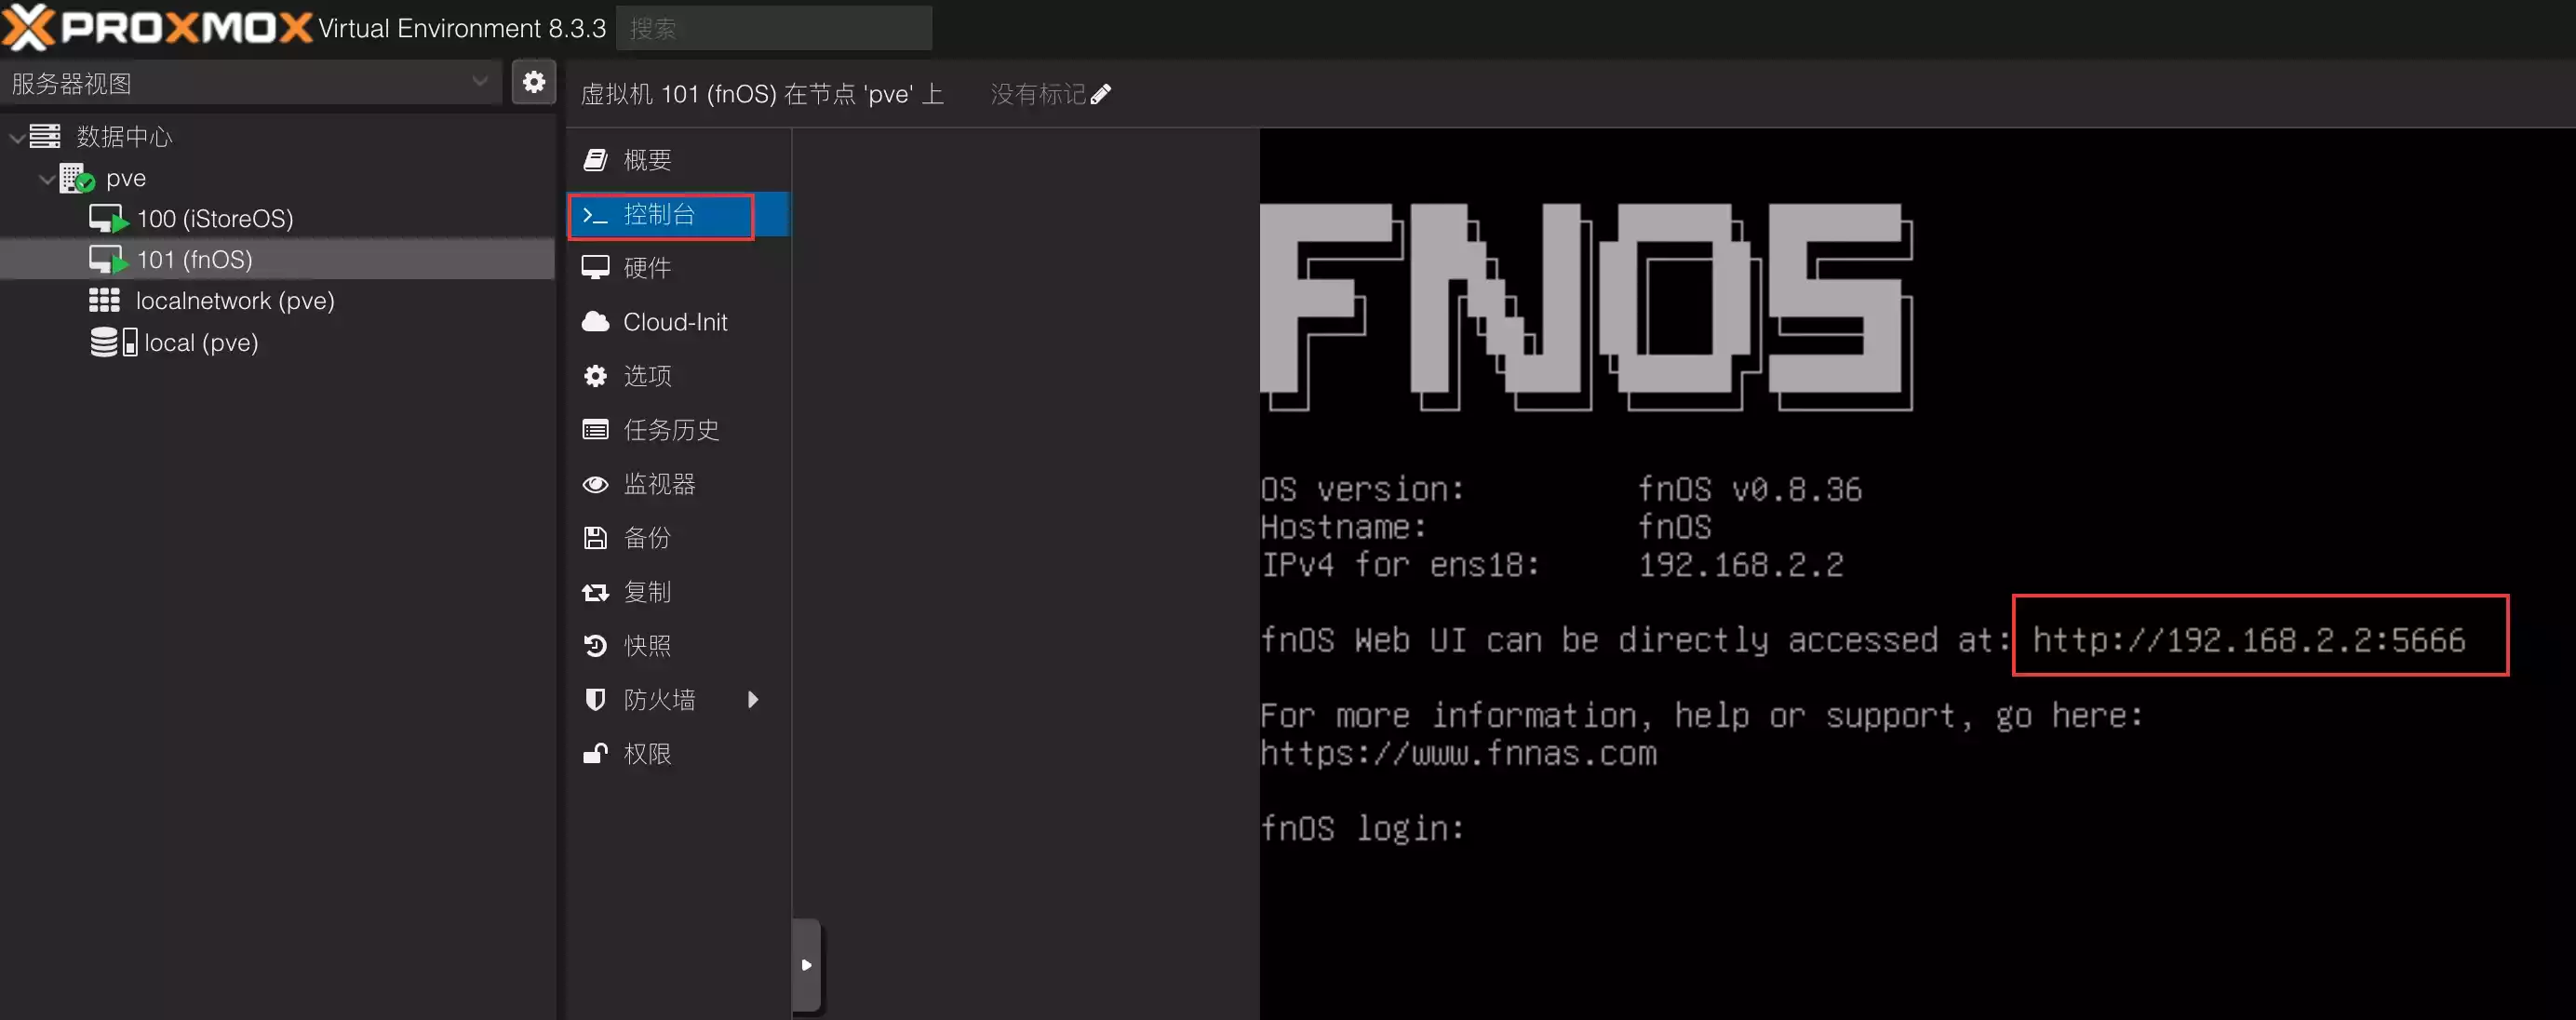 PROXMOX Virtual Environment 8.3.3 搜索
服务器视图
数据中心
pve
100 (iStoreOS)
101 (fnOS)
localnetwork (pve)
local (pve)
虚拟机 101 (fnOS) 在节点 'pve' 上 没有标记
概要
控制台
硬件
Cloud-Init
选项
任务历史
监视器
备份
复制
快照
防火墙
权限
FNOS
OS version: fnOS v0.8.36
Hostname: fnOS
IPv4 for ens18: 192.168.2.2
fnOS Web UI can be directly accessed at: http://192.168.2.2:5666
For more information, help or support, go here:
https://www.fnnas.com
fnOS login: